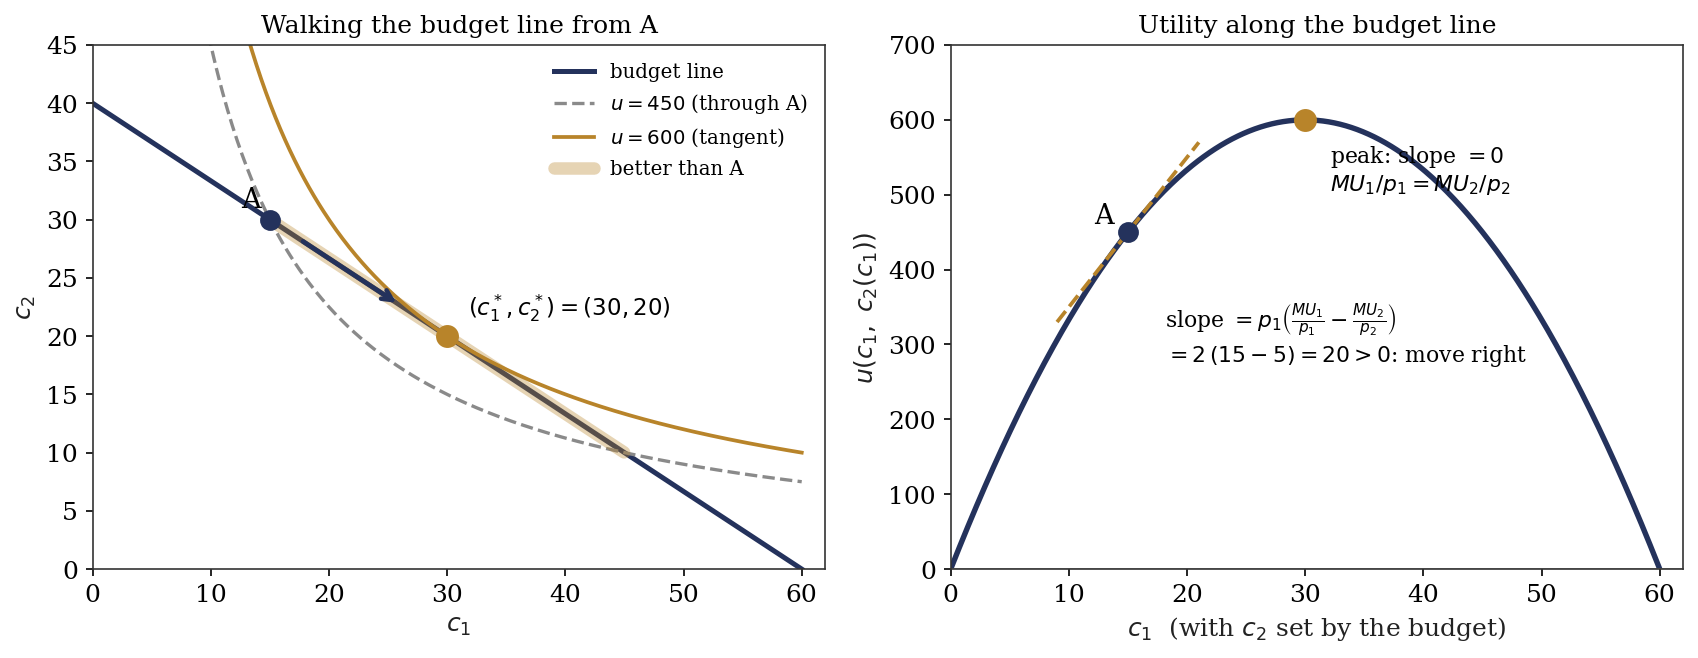 Walking the budget line from A
45
40
35
30
25
20
15
10
5
0
c₂
budget line
u = 450 (through A)
u = 600 (tangent)
better than A
A
(c₁*, c₂*) = (30, 20)
0 10 20 30 40 50 60
c₁
Utility along the budget line
700
600
500
400
300
200
100
0
u(c₁, c₂(c₁))
peak: slope = 0
MU₁/p₁ = MU₂/p₂
A
slope = p₁(MU₁/p₁ − MU₂/p₂)
= 2 (15 − 5) = 20 > 0: move right
0 10 20 30 40 50 60
c₁ (with c₂ set by the budget)